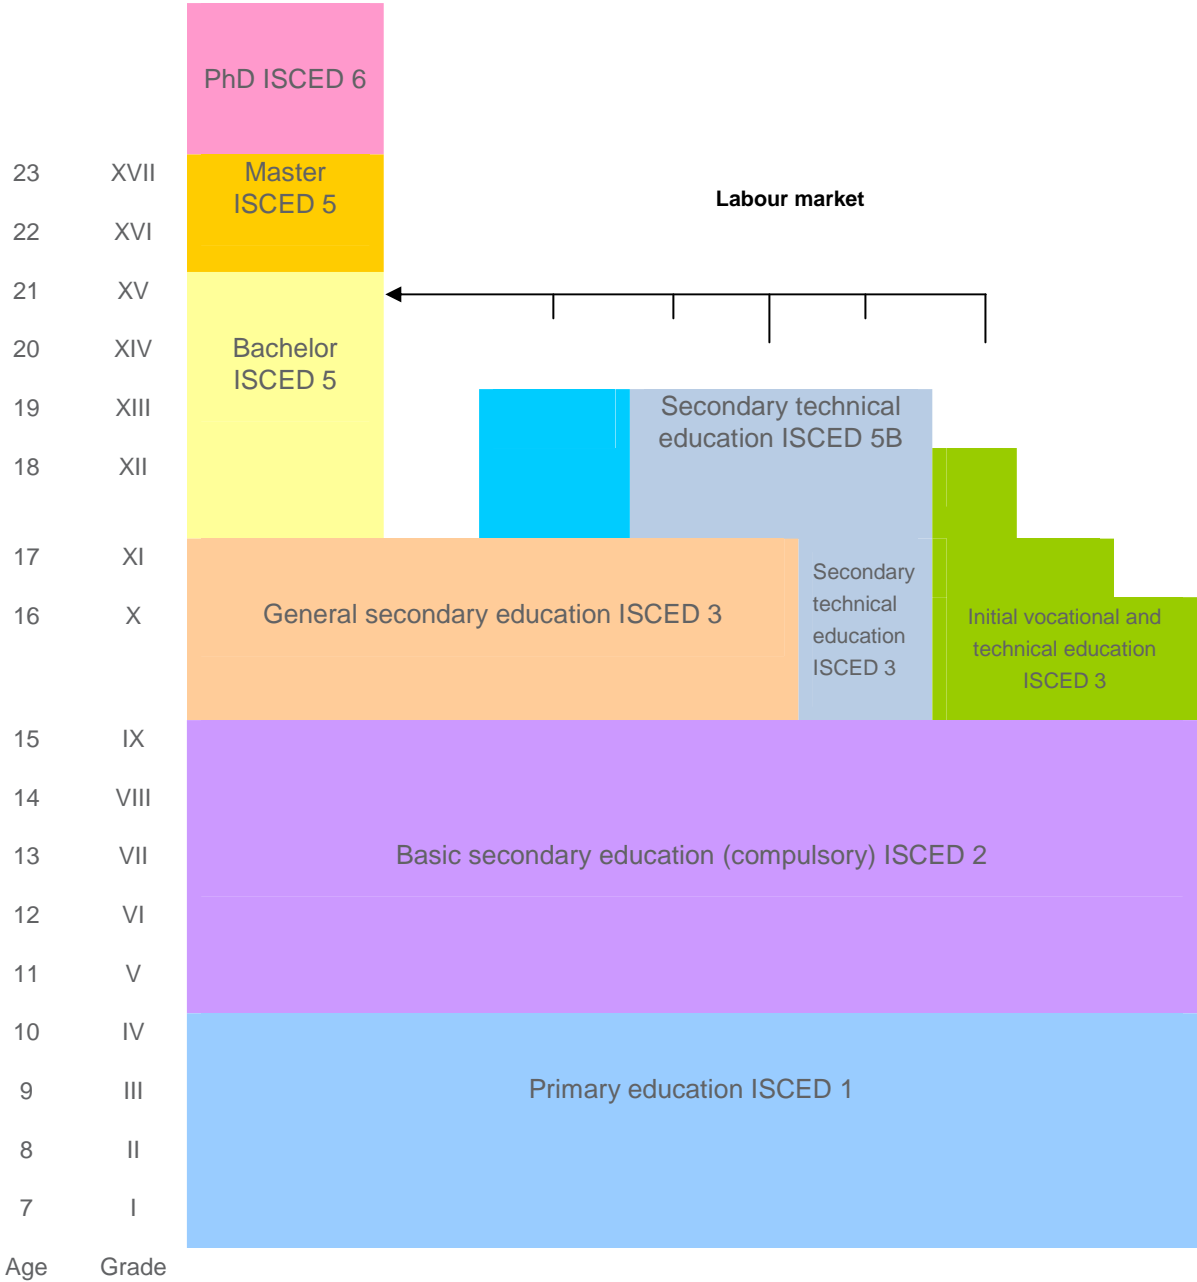 PhD ISCED 6
23 XVII Master
ISCED 5
Labour market
22 XVI
21 XV
20 XIV Bachelor
ISCED 5
19 XIII Secondary technical
education ISCED 5B
18 XII
17 XI
Secondary
technical
education
ISCED 3
16 X General secondary education ISCED 3
Initial vocational and
technical education
ISCED 3
15 IX
14 VIII
13 VII Basic secondary education (compulsory) ISCED 2
12 VI
11 V
10 IV
9 III Primary education ISCED 1
8 II
7 I
Age Grade